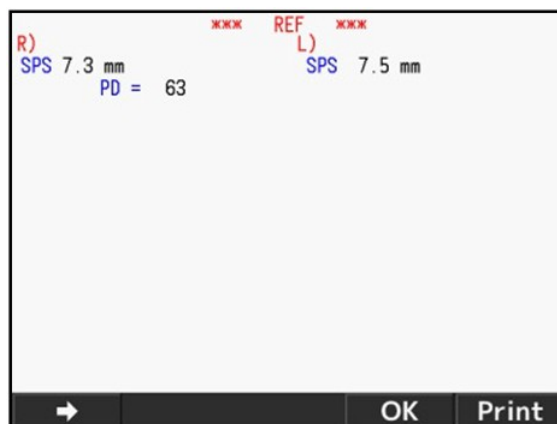 *** REF ***
R) L)
SPS 7.3 mm SPS 7.5 mm
PD = 63
OK Print